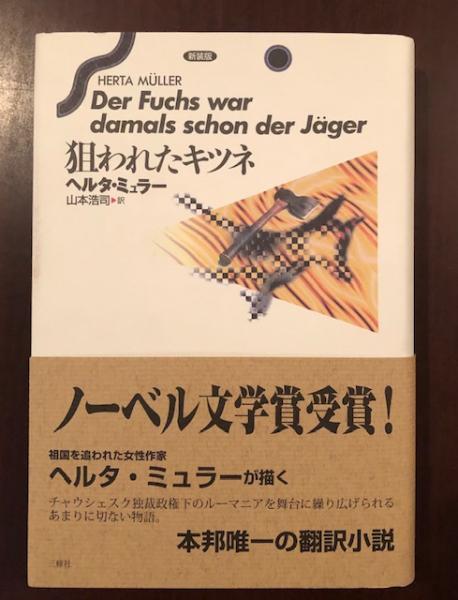 新装版
HERTA MÜLLER
Der Fuchs war
damals schon der Jäger
狙われたキツネ
ヘルタ・ミュラー
山本浩司▶訳
ノーベル文学賞受賞!
祖国を追われた女性作家
ヘルタ・ミュラーが描く
チャウシェスク独裁政権下のルーマニアを舞台に繰り広げられる
あまりに切ない物語。
本邦唯一の翻訳小説
三修社